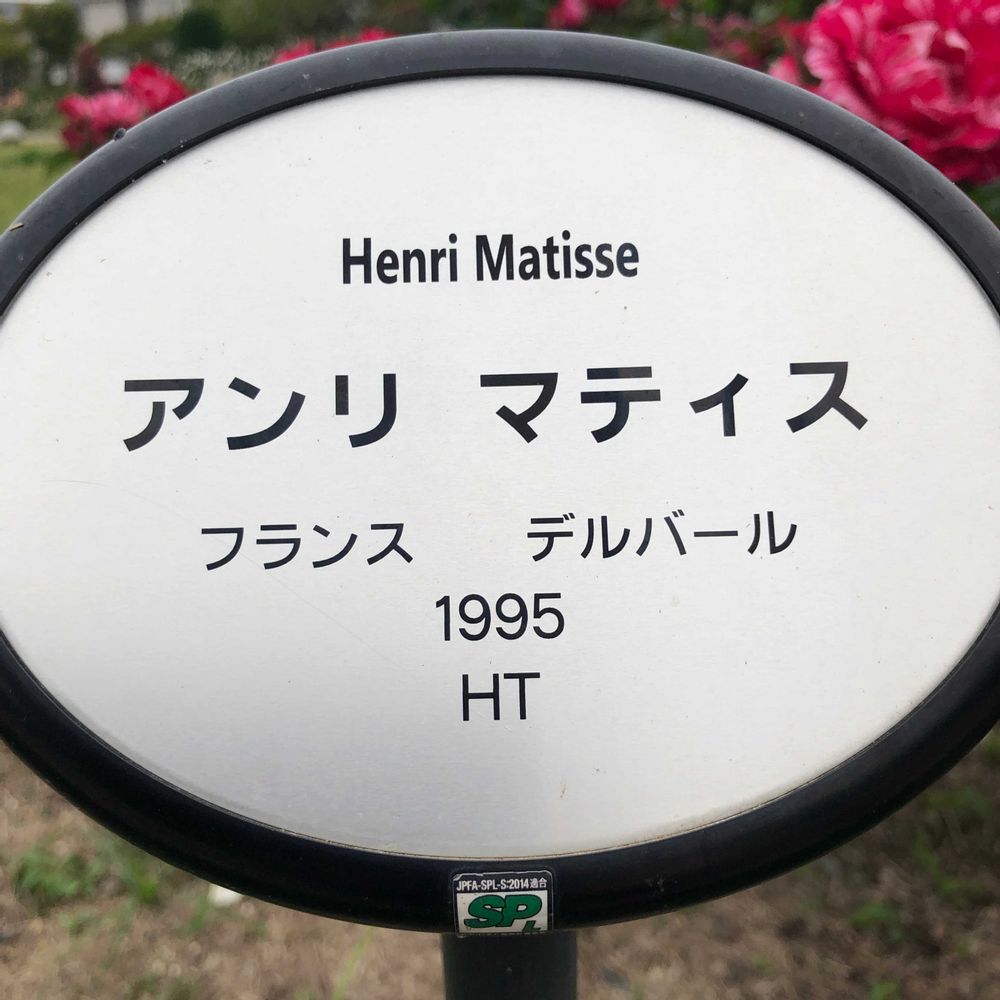 Henri Matisse
アンリ マティス
フランス　　デルバール
1995
HT
JPFA-SPL-S:2014適合
SPL